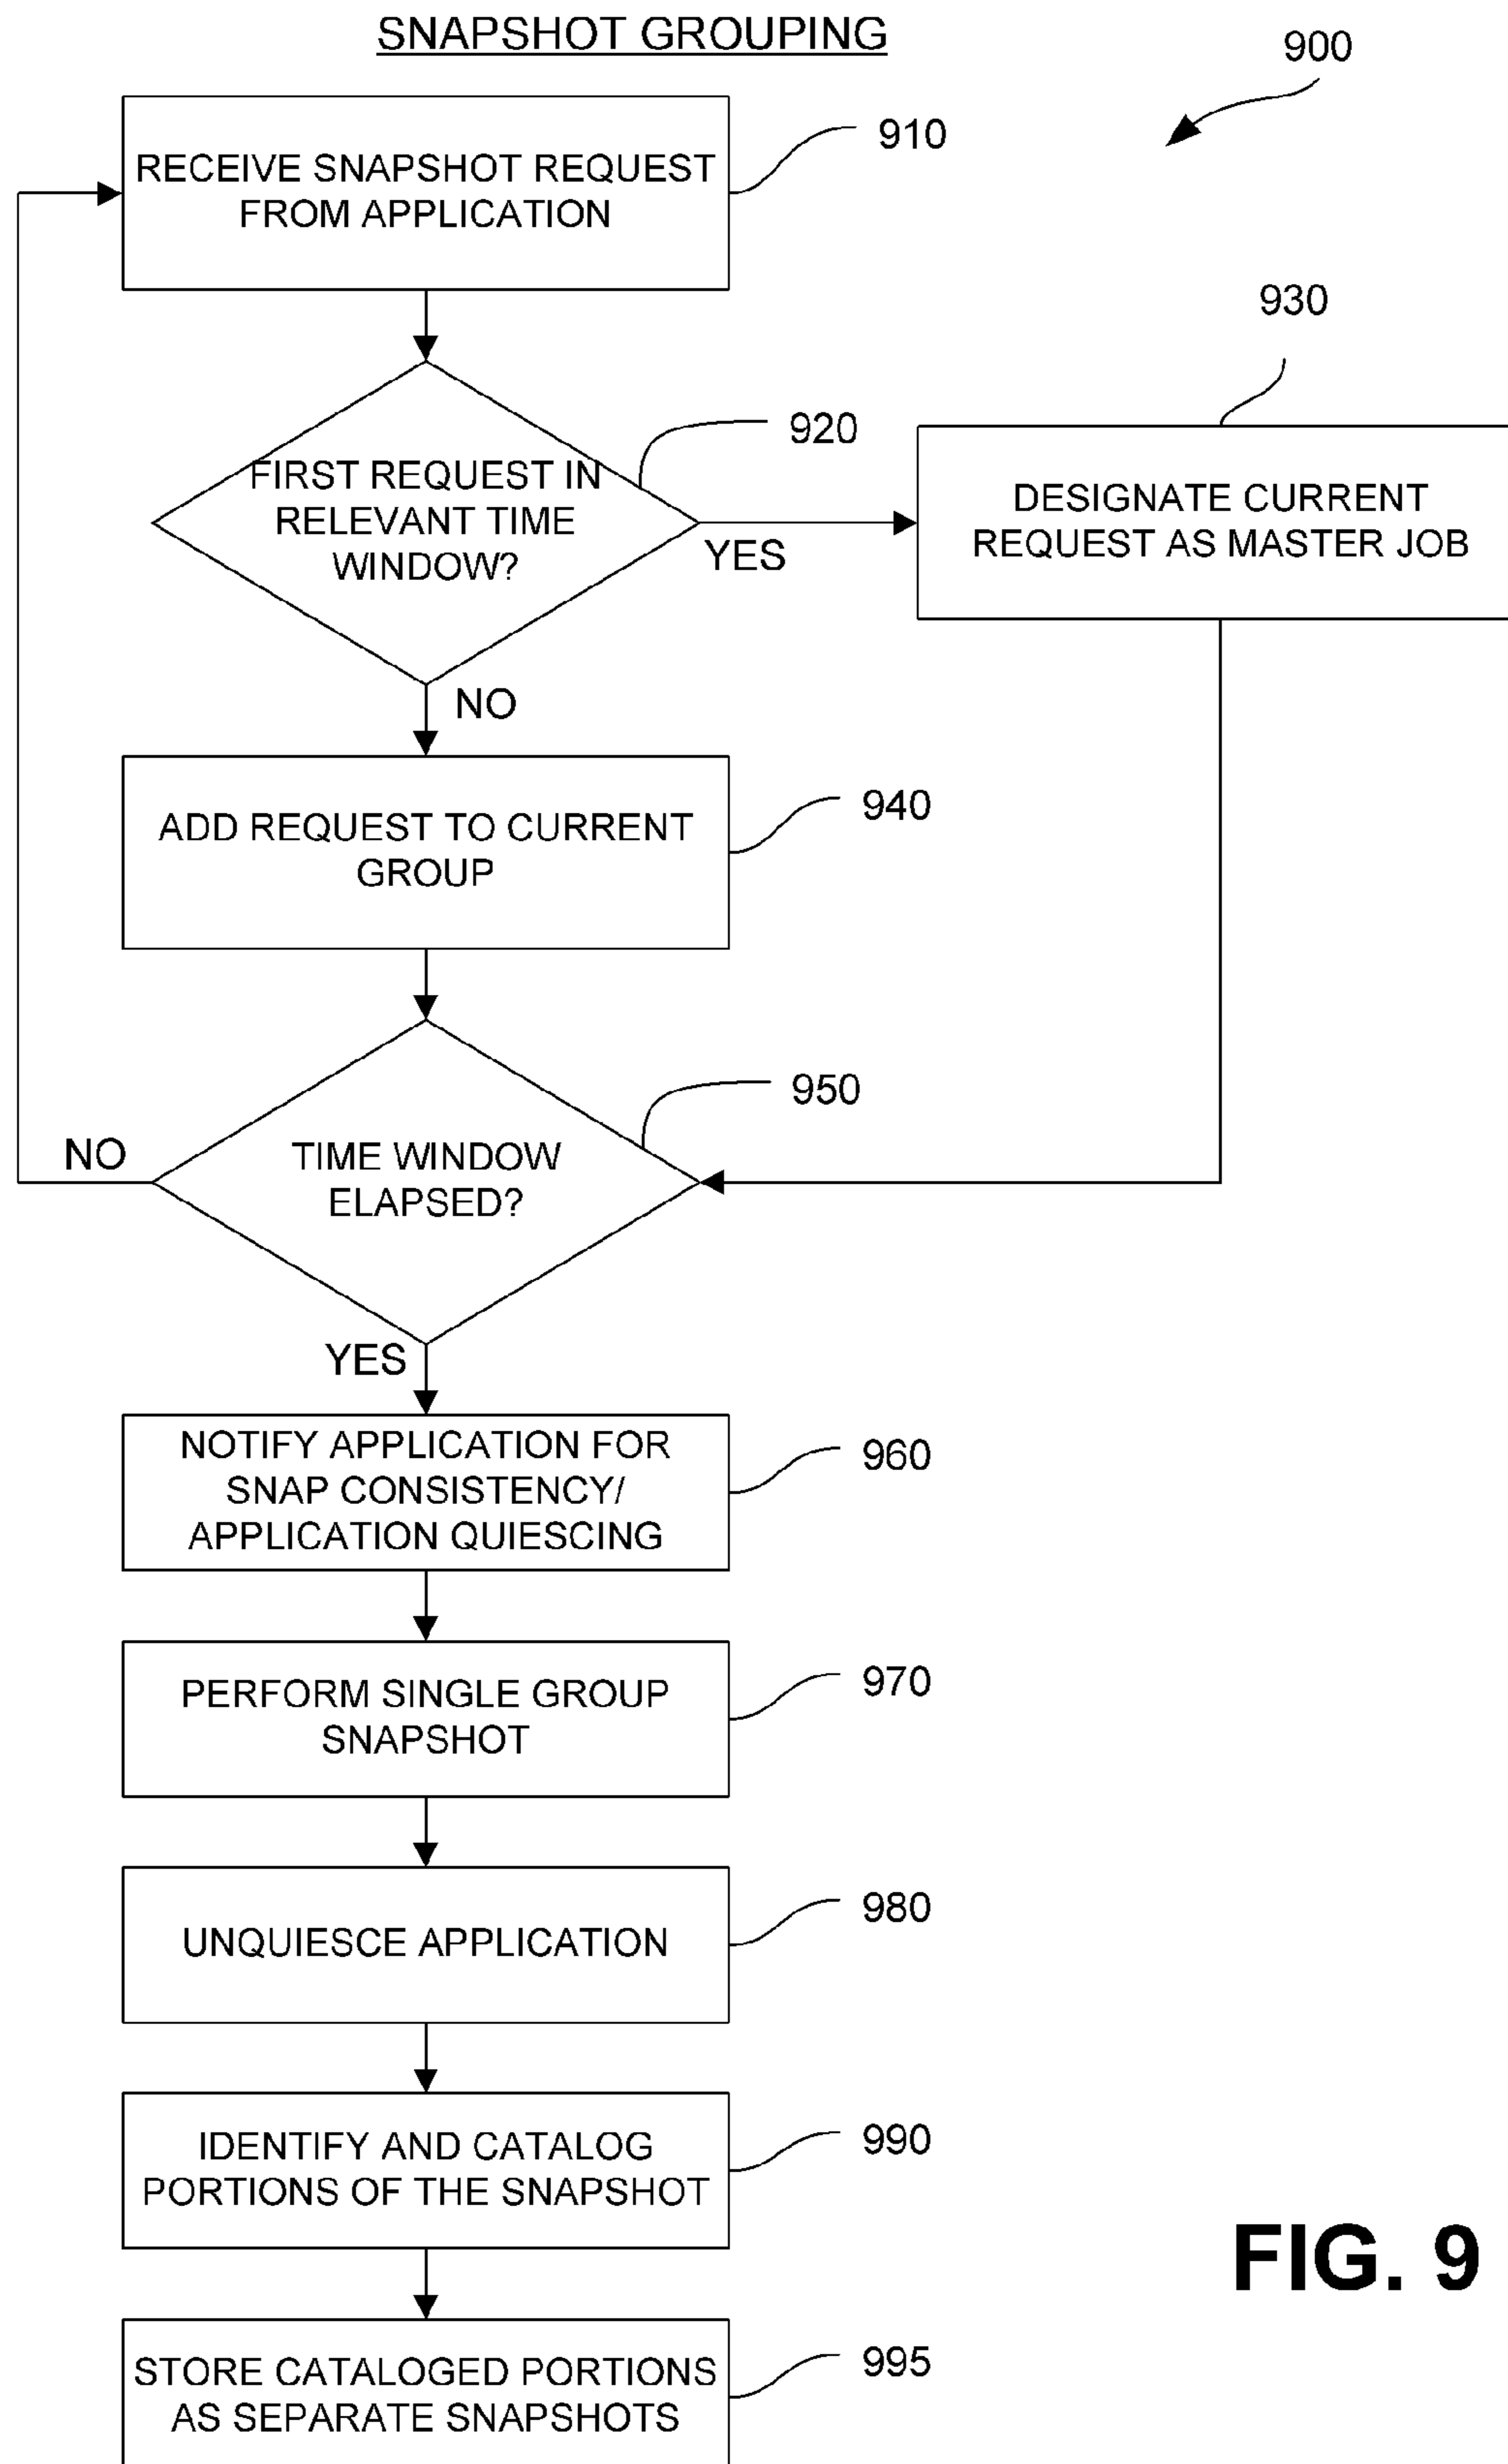 SNAPSHOT GROUPING
900
RECEIVE SNAPSHOT REQUEST
FROM APPLICATION
910
930
FIRST REQUEST IN
RELEVANT TIME
WINDOW?
920
YES
DESIGNATE CURRENT
REQUEST AS MASTER JOB
NO
ADD REQUEST TO CURRENT
GROUP
940
TIME WINDOW
ELAPSED?
950
NO
YES
NOTIFY APPLICATION FOR
SNAP CONSISTENCY/
APPLICATION QUIESCING
960
PERFORM SINGLE GROUP
SNAPSHOT
970
UNQUIESCE APPLICATION
980
IDENTIFY AND CATALOG
PORTIONS OF THE SNAPSHOT
990
STORE CATALOGED PORTIONS
AS SEPARATE SNAPSHOTS
995
FIG. 9